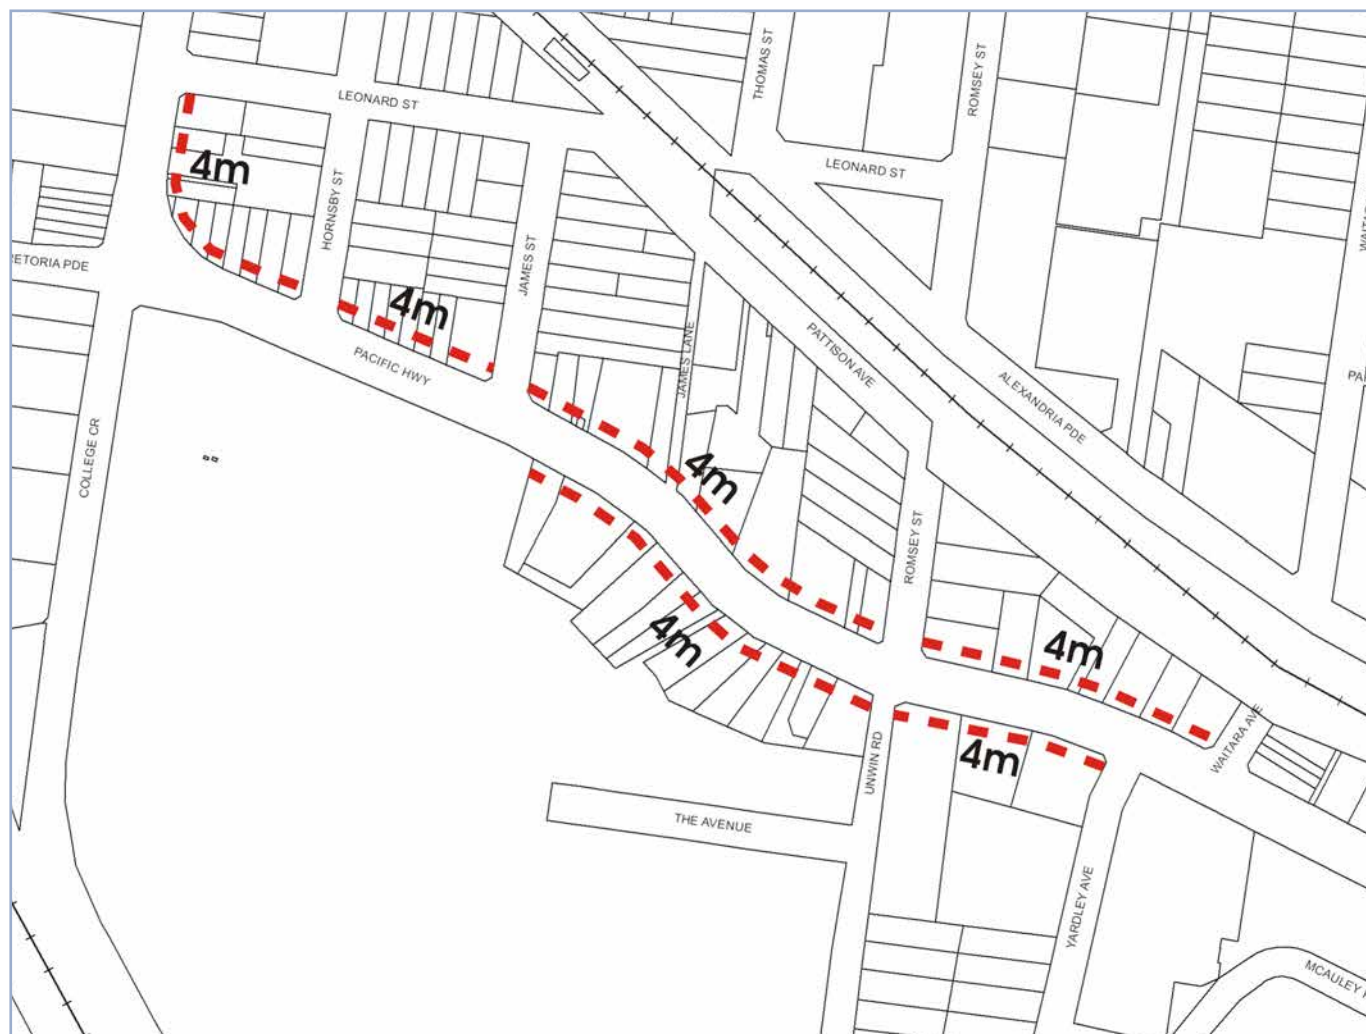 THOMAS ST
ROMSEY ST
LEONARD ST
4m
LEONARD ST
HORNSBY ST
ETORIA PDE
JAMES ST
4m
PACIFIC HWY
JAMES LANE
PATTISON AVE
ALEXANDRIA PDE
COLLEGE CR
4m
ROMSEY ST
4m
4m
WAITARA AVE
4m
UNWIN RD
THE AVENUE
YARDLEY AVE
MCAULEY